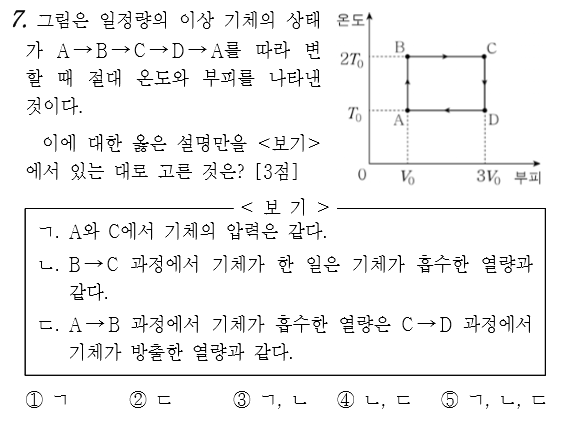 7. 그림은 일정량의 이상 기체의 상태
가 A→B→C→D→A를 따라 변
할 때 절대 온도와 부피를 나타낸
것이다.
이에 대한 옳은 설명만을 <보기>
에서 있는 대로 고른 것은? [3점]
온도
2T₀
B
C
T₀
A
D
0
V₀
3V₀
부피
< 보 기 >
ㄱ. A와 C에서 기체의 압력은 같다.
ㄴ. B→C 과정에서 기체가 한 일은 기체가 흡수한 열량과
같다.
ㄷ. A→B 과정에서 기체가 흡수한 열량은 C→D 과정에서
기체가 방출한 열량과 같다.
① ㄱ ② ㄷ ③ ㄱ, ㄴ ④ ㄴ, ㄷ ⑤ ㄱ, ㄴ, ㄷ